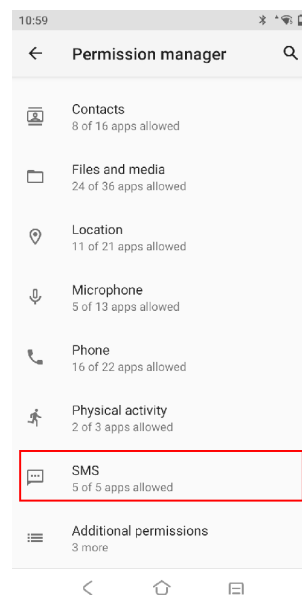 10:59
Permission manager
Contacts
8 of 16 apps allowed
Files and media
24 of 36 apps allowed
Location
11 of 21 apps allowed
Microphone
5 of 13 apps allowed
Phone
16 of 22 apps allowed
Physical activity
2 of 3 apps allowed
SMS
5 of 5 apps allowed
Additional permissions
3 more